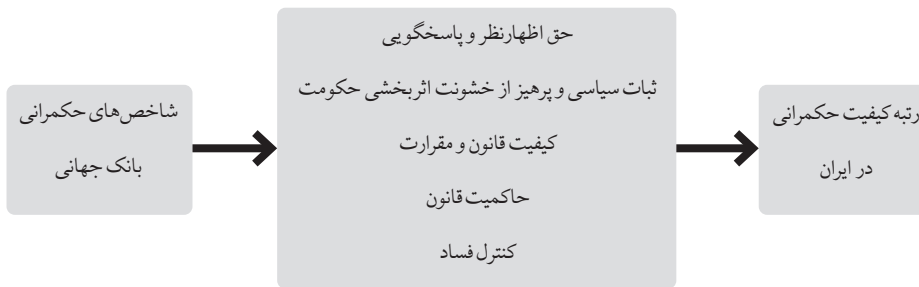 شاخص‌های حکمرانی
بانک جهانی
حق اظهارنظر و پاسخگویی
ثبات سیاسی و پرهیز از خشونت اثربخشی حکومت
کیفیت قانون و مقرارت
حاکمیت قانون
کنترل فساد
رتبه کیفیت حکمرانی
در ایران